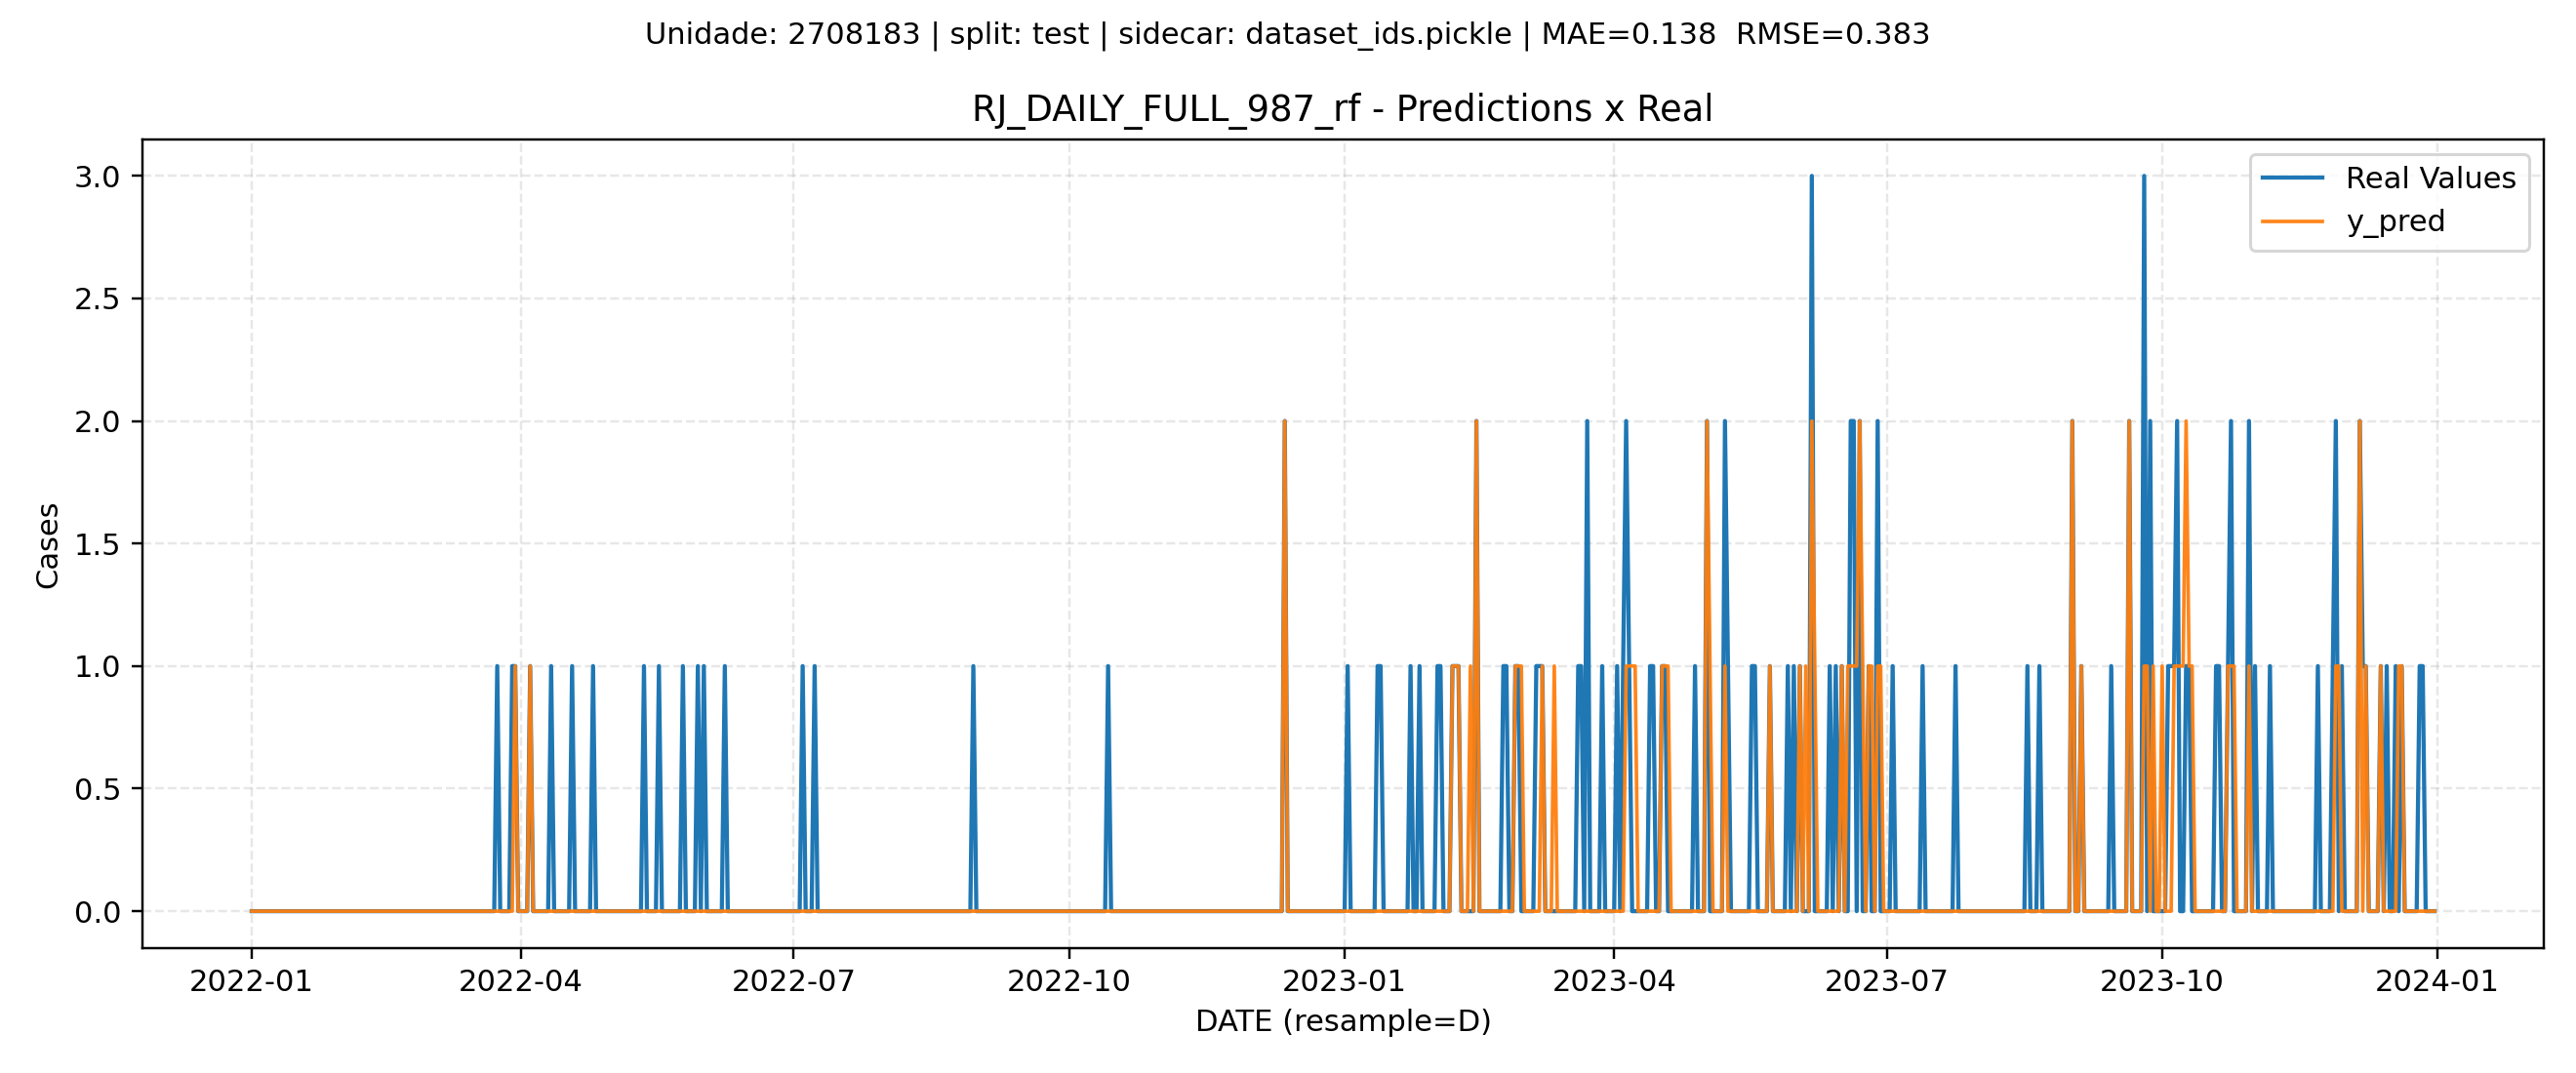 Unidade: 2708183 | split: test | sidecar: dataset_ids.pickle | MAE=0.138  RMSE=0.383
RJ_DAILY_FULL_987_rf - Predictions x Real
Real Values
y_pred
3.0
2.5
2.0
1.5
1.0
0.5
0.0
Cases
2022-01 2022-04 2022-07 2022-10 2023-01 2023-04 2023-07 2023-10 2024-01
DATE (resample=D)